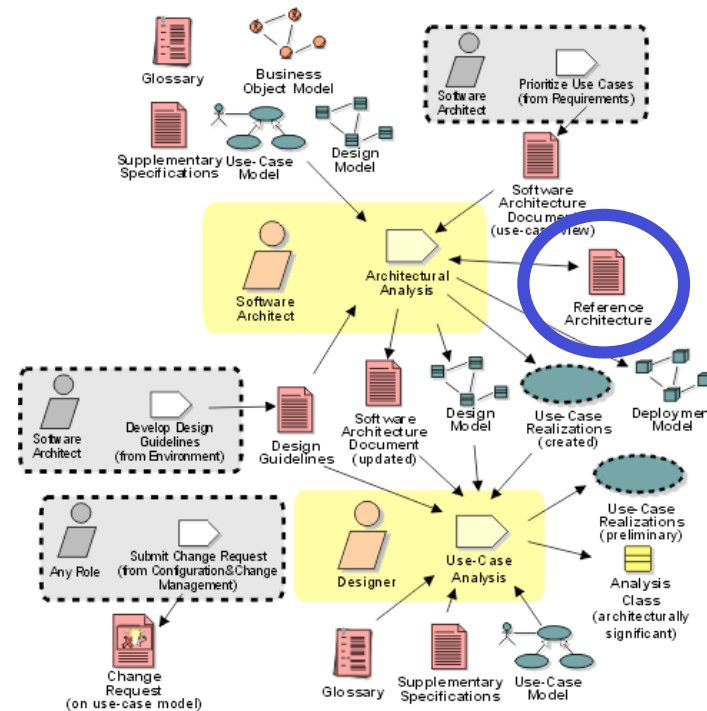 Glossary
Business
Object Model
Supplementary
Specifications
Use-Case
Model
Design
Model
Software
Architect
Prioritize Use Cases
(from Requirements)
Software
Architecture
Document
(use-case view)
Software
Architect
Architectural
Analysis
Reference
Architecture
Software
Architect
Develop Design
Guidelines
(from Environment)
Design
Guidelines
Software
Architecture
Document
(updated)
Design
Model
Use-Case
Realizations
(created)
Deploymen
Model
Any Role
Submit Change Request
(from Configuration&Change
Management)
Designer
Use-Case
Analysis
Use-Case
Realizations
(preliminary)
Analysis
Class
(architecturally
significant)
Change
Request
(on use-case model)
Glossary
Supplementary
Specifications
Use-Case
Model